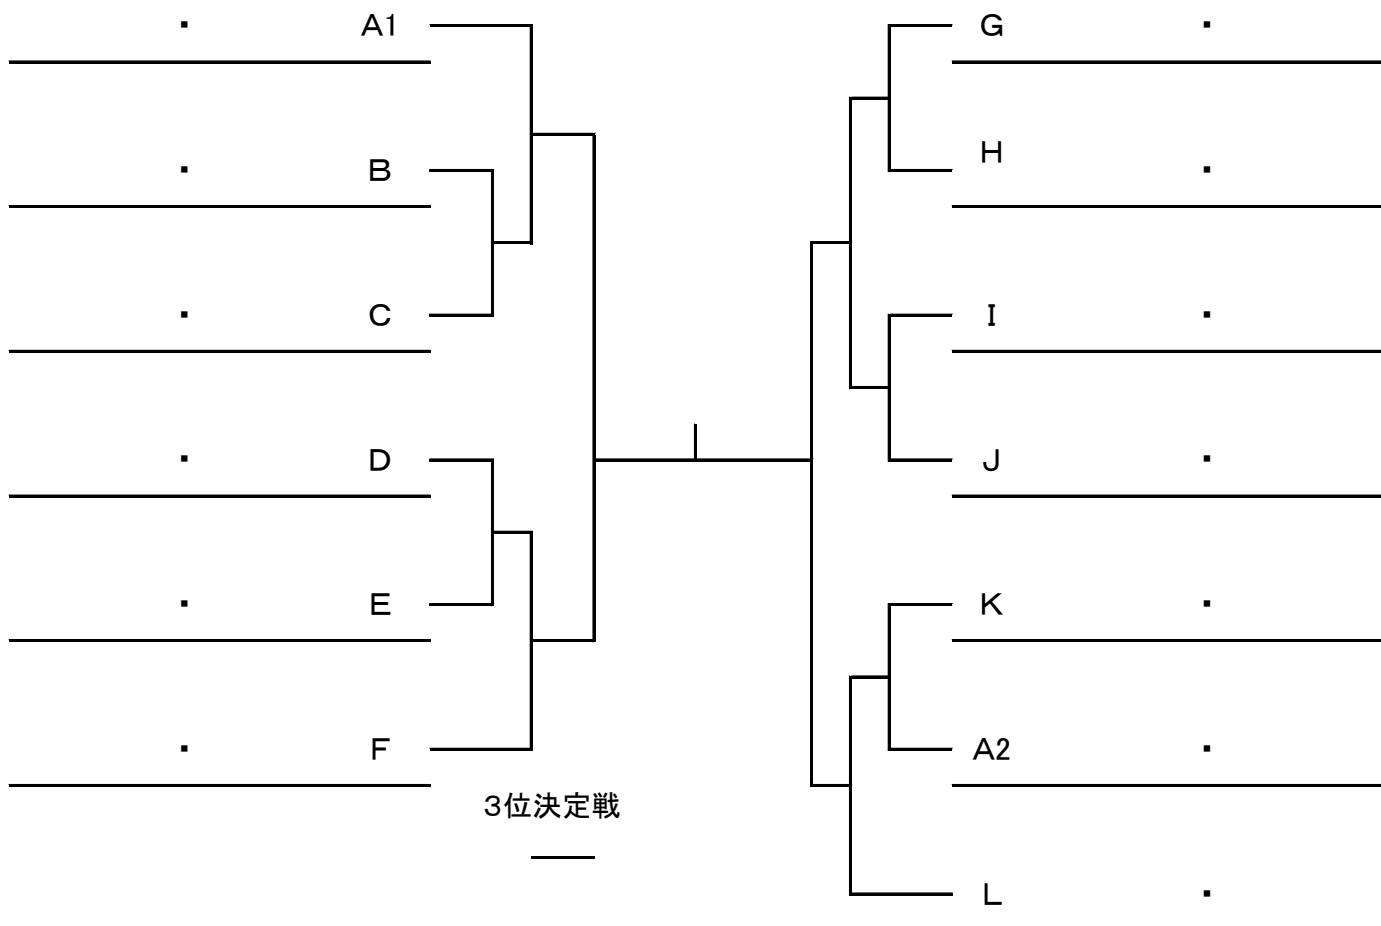 ・ A1 G ・
・ B H ・
・ C I ・
・ D J ・
・ E K ・
・ F A2 ・
3位決定戦
L ・